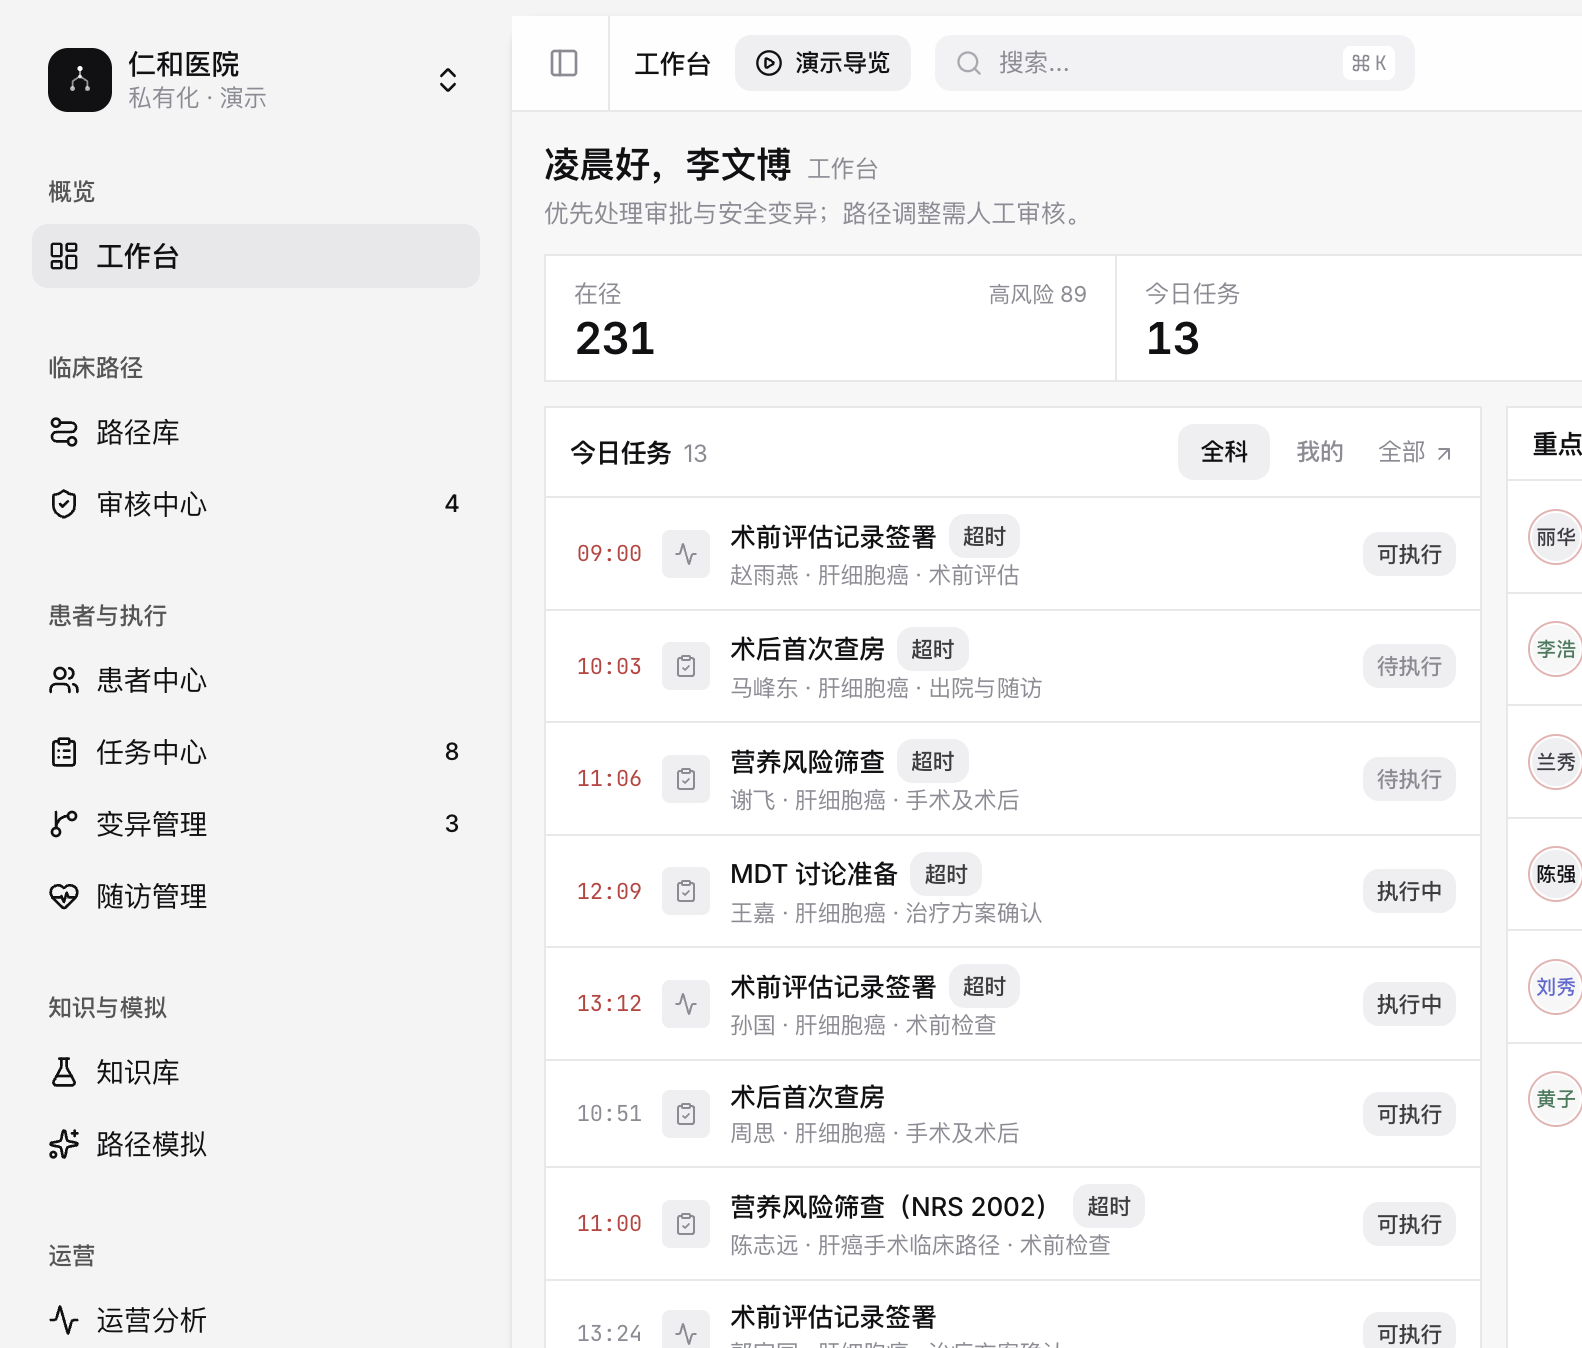 仁和医院
私有化 · 演示
概览
工作台
临床路径
路径库
审核中心 4
患者与执行
患者中心
任务中心 8
变异管理 3
随访管理
知识与模拟
知识库
路径模拟
运营
运营分析
工作台 演示导览 搜索... ⌘K
凌晨好，李文博 工作台
优先处理审批与安全变异；路径调整需人工审核。
在径 高风险 89
231
今日任务
13
今日任务 13 全科 我的 全部
09:00 术前评估记录签署 超时 可执行
赵雨燕 · 肝细胞癌 · 术前评估
10:03 术后首次查房 超时 待执行
马峰东 · 肝细胞癌 · 出院与随访
11:06 营养风险筛查 超时 待执行
谢飞 · 肝细胞癌 · 手术及术后
12:09 MDT 讨论准备 超时 执行中
王嘉 · 肝细胞癌 · 治疗方案确认
13:12 术前评估记录签署 超时 执行中
孙国 · 肝细胞癌 · 术前检查
10:51 术后首次查房 可执行
周思 · 肝细胞癌 · 手术及术后
11:00 营养风险筛查（NRS 2002） 超时 可执行
陈志远 · 肝癌手术临床路径 · 术前检查
13:24 术前评估记录签署 可执行
重点
丽华
李浩
兰秀
陈强
刘秀
黄子